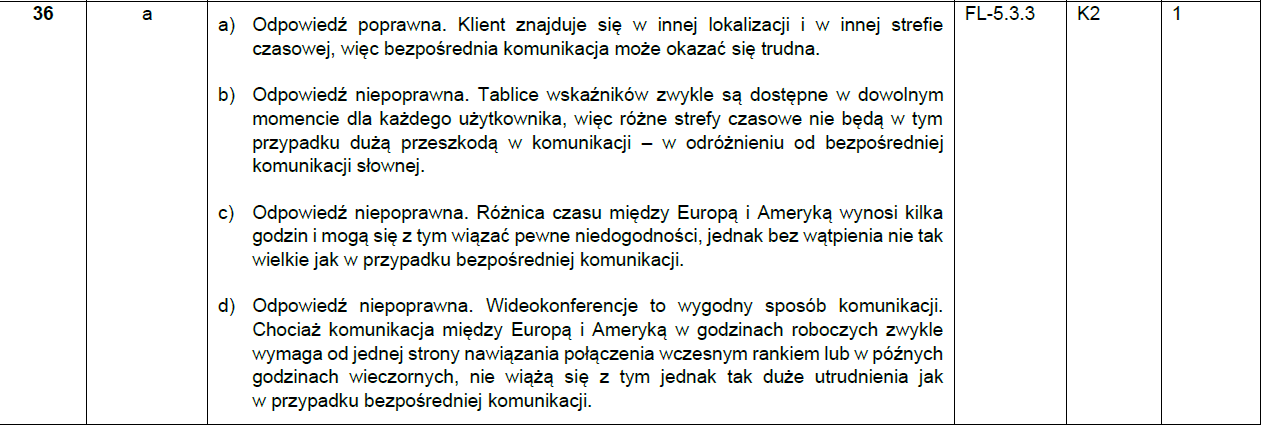 36 a a) Odpowiedź poprawna. Klient znajduje się w innej lokalizacji i w innej strefie FL-5.3.3 K2 1
czasowej, więc bezpośrednia komunikacja może okazać się trudna.
b) Odpowiedź niepoprawna. Tablice wskaźników zwykle są dostępne w dowolnym
momencie dla każdego użytkownika, więc różne strefy czasowe nie będą w tym
przypadku dużą przeszkodą w komunikacji – w odróżnieniu od bezpośredniej
komunikacji słownej.
c) Odpowiedź niepoprawna. Różnica czasu między Europą i Ameryką wynosi kilka
godzin i mogą się z tym wiązać pewne niedogodności, jednak bez wątpienia nie tak
wielkie jak w przypadku bezpośredniej komunikacji.
d) Odpowiedź niepoprawna. Wideokonferencje to wygodny sposób komunikacji.
Chociaż komunikacja między Europą i Ameryką w godzinach roboczych zwykle
wymaga od jednej strony nawiązania połączenia wczesnym rankiem lub w późnych
godzinach wieczornych, nie wiążą się z tym jednak tak duże utrudnienia jak
w przypadku bezpośredniej komunikacji.